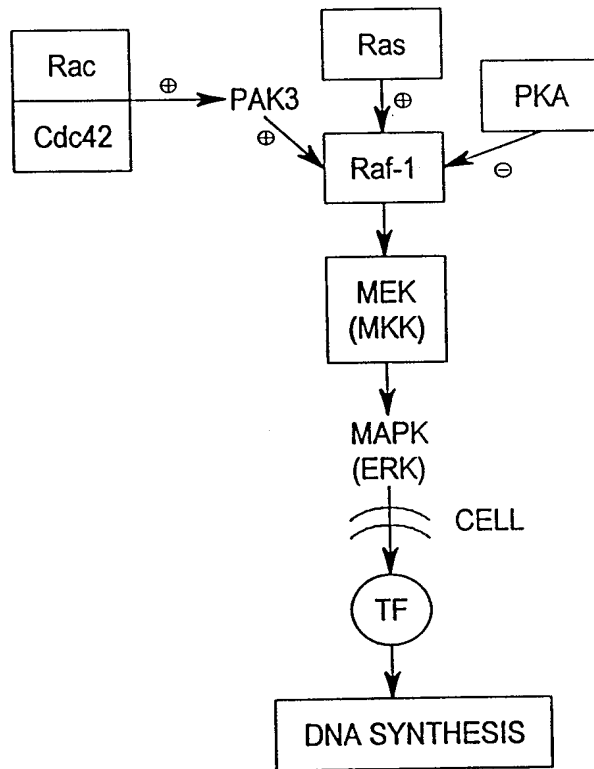 Rac
Cdc42
⊕
PAK3
⊕
Ras
⊕
PKA
⊖
Raf-1
MEK
(MKK)
MAPK
(ERK)
CELL
TF
DNA SYNTHESIS